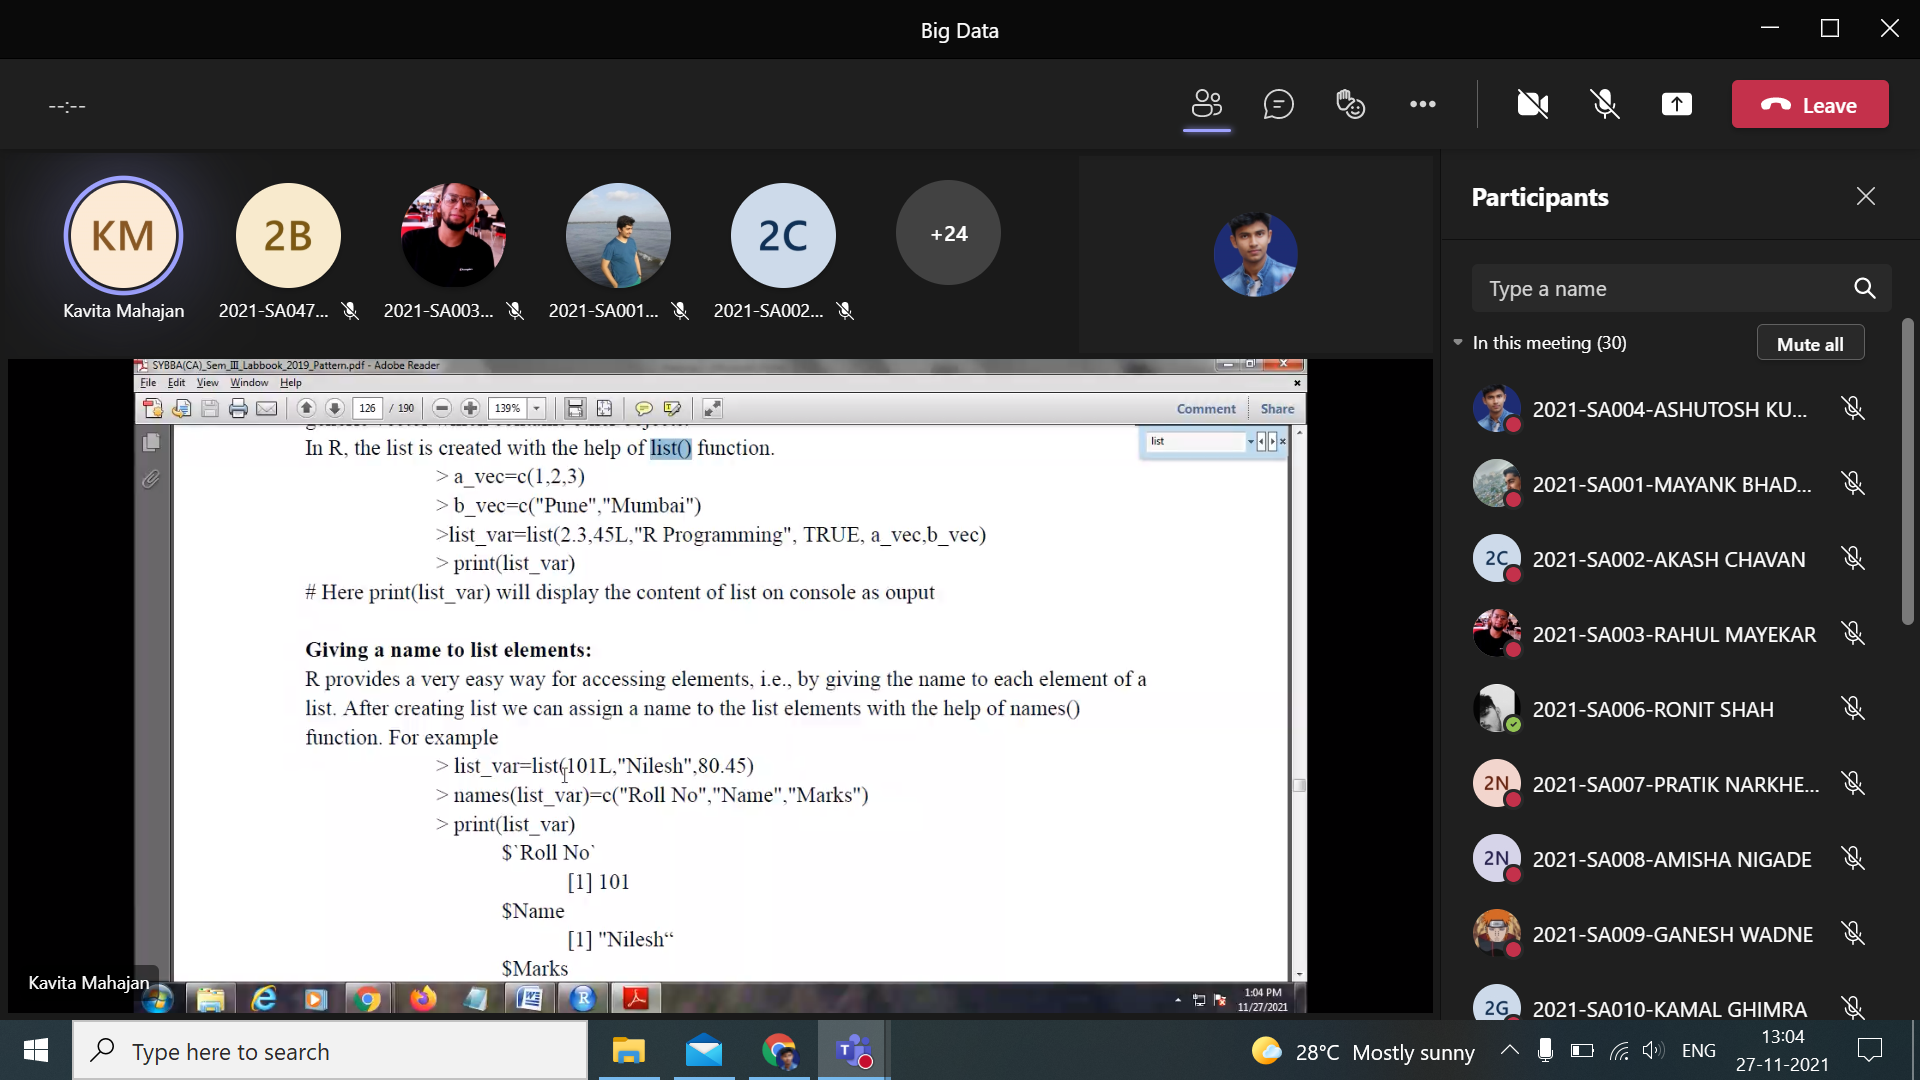 Big Data
--:--
Leave
KM
2B
2C
+24
Kavita Mahajan
2021-SA047...
2021-SA003...
2021-SA001...
2021-SA002...
Participants
Type a name
In this meeting (30)
Mute all
2021-SA004-ASHUTOSH KU...
2021-SA001-MAYANK BHAD...
2C
2021-SA002-AKASH CHAVAN
2021-SA003-RAHUL MAYEKAR
2021-SA006-RONIT SHAH
2N
2021-SA007-PRATIK NARKHE...
2N
2021-SA008-AMISHA NIGADE
2021-SA009-GANESH WADNE
2G
2021-SA010-KAMAL GHIMRA
SYBBA(CA)_Sem_III_Labbook_2019_Pattern.pdf - Adobe Reader
File Edit View Window Help
126 / 190
139%
Comment
Share
list
In R, the list is created with the help of list() function.
> a_vec=c(1,2,3)
> b_vec=c("Pune","Mumbai")
>list_var=list(2.3,45L,"R Programming", TRUE, a_vec,b_vec)
> print(list_var)
# Here print(list_var) will display the content of list on console as ouput
Giving a name to list elements:
R provides a very easy way for accessing elements, i.e., by giving the name to each element of a
list. After creating list we can assign a name to the list elements with the help of names()
function. For example
> list_var=list(101L,"Nilesh",80.45)
> names(list_var)=c("Roll No","Name","Marks")
> print(list_var)
$`Roll No`
[1] 101
$Name
[1] "Nilesh“
$Marks
Kavita Mahajan
1:04 PM
11/27/2021
Type here to search
28°C Mostly sunny
ENG
13:04
27-11-2021